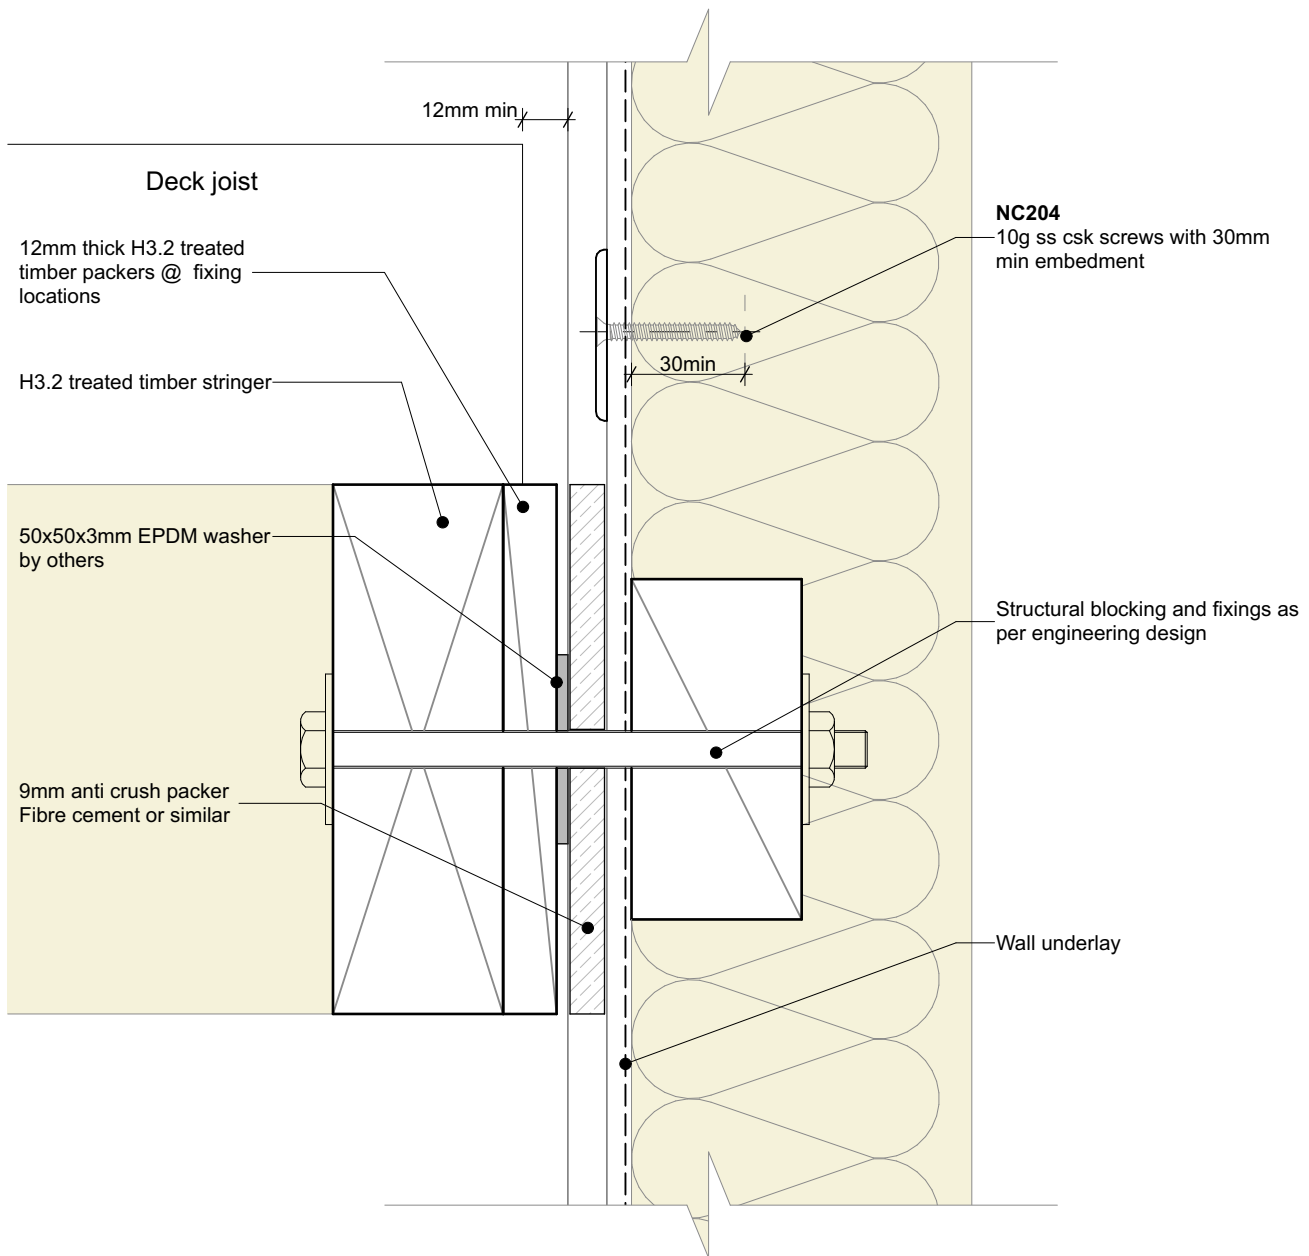 12mm min
Deck joist
12mm thick H3.2 treated
timber packers @ fixing
locations
NC204
10g ss csk screws with 30mm
min embedment
30min
H3.2 treated timber stringer
50x50x3mm EPDM washer
by others
Structural blocking and fixings as
per engineering design
9mm anti crush packer
Fibre cement or similar
Wall underlay